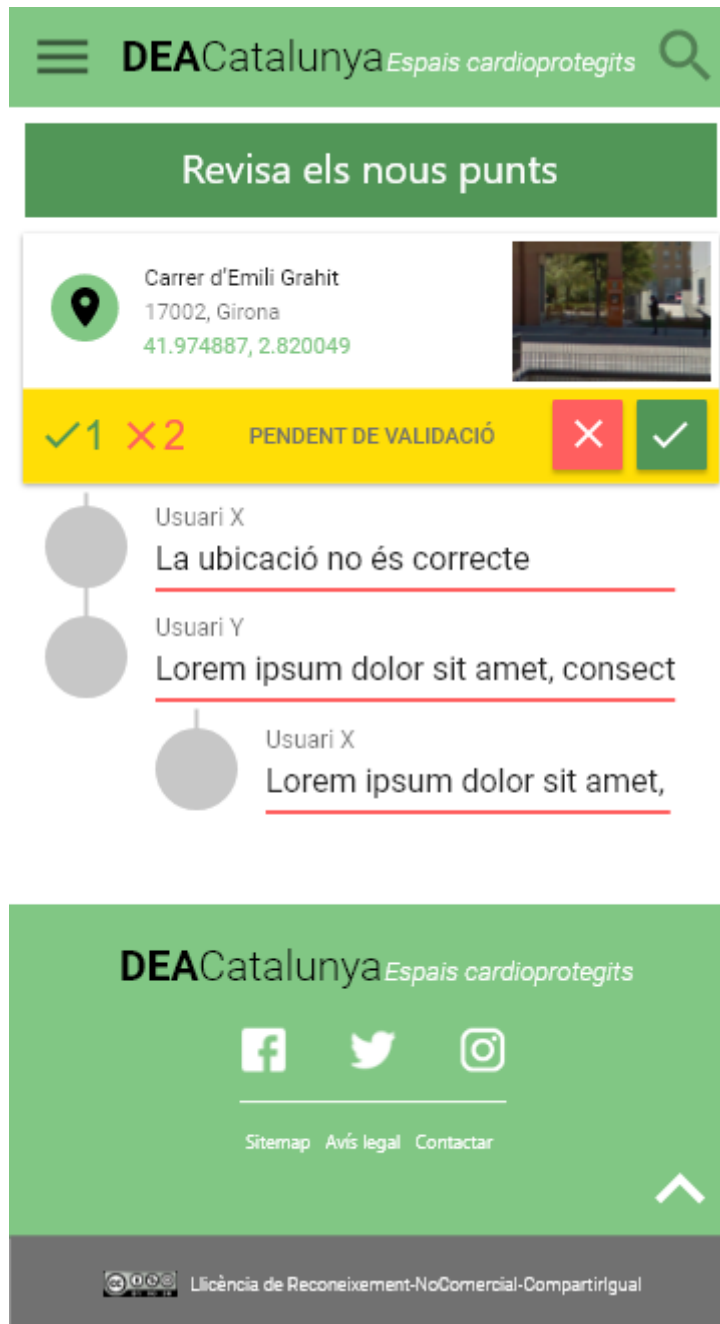 DEACatalunya Espais cardioprotegits
Revisa els nous punts
Carrer d'Emili Grahit
17002, Girona
41.974887, 2.820049
1 2 PENDENT DE VALIDACIÓ
Usuari X
La ubicació no és correcte
Usuari Y
Lorem ipsum dolor sit amet, consect
Usuari X
Lorem ipsum dolor sit amet,
DEACatalunya Espais cardioprotegits
Sitemap Avís legal Contactar
Llicència de Reconeixement-NoComercial-CompartirIgual